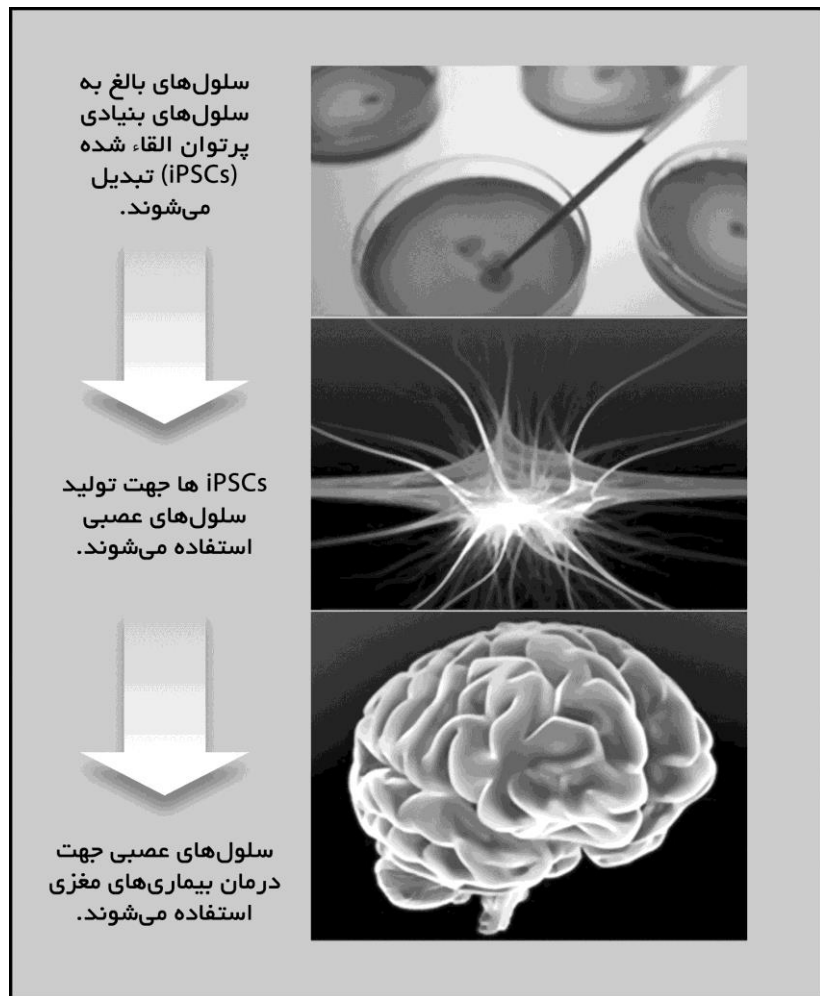 سلول‌های بالغ به
سلول‌های بنیادی
پرتوان القاء شده
(iPSCs) تبدیل
می‌شوند.
iPSCs ها جهت تولید
سلول‌های عصبی
استفاده می‌شوند.
سلول‌های عصبی جهت
درمان بیماری‌های مغزی
استفاده می‌شوند.